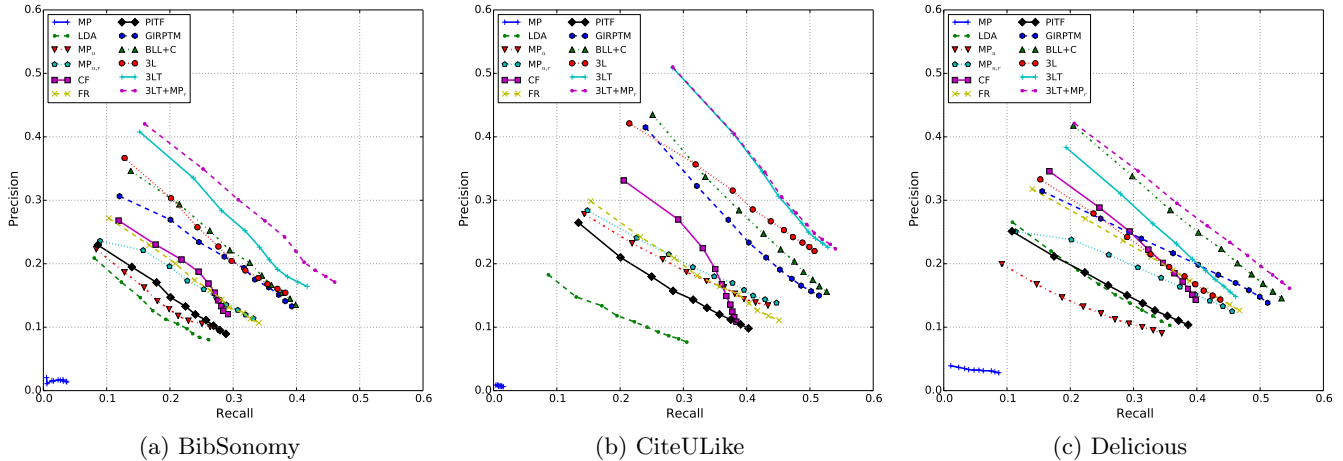 MP
LDA
MPu
MPu,r
CF
FR
PITF
GIRPTM
BLL+C
3L
3LT
3LT+MPr
0.6
0.5
0.4
0.3
0.2
0.1
0.0
Precision
0.0 0.1 0.2 0.3 0.4 0.5 0.6
Recall
(a) BibSonomy
MP
LDA
MPu
MPu,r
CF
FR
PITF
GIRPTM
BLL+C
3L
3LT
3LT+MPr
0.6
0.5
0.4
0.3
0.2
0.1
0.0
Precision
0.0 0.1 0.2 0.3 0.4 0.5 0.6
Recall
(b) CiteULike
MP
LDA
MPu
MPu,r
CF
FR
PITF
GIRPTM
BLL+C
3L
3LT
3LT+MPr
0.6
0.5
0.4
0.3
0.2
0.1
0.0
Precision
0.0 0.1 0.2 0.3 0.4 0.5 0.6
Recall
(c) Delicious